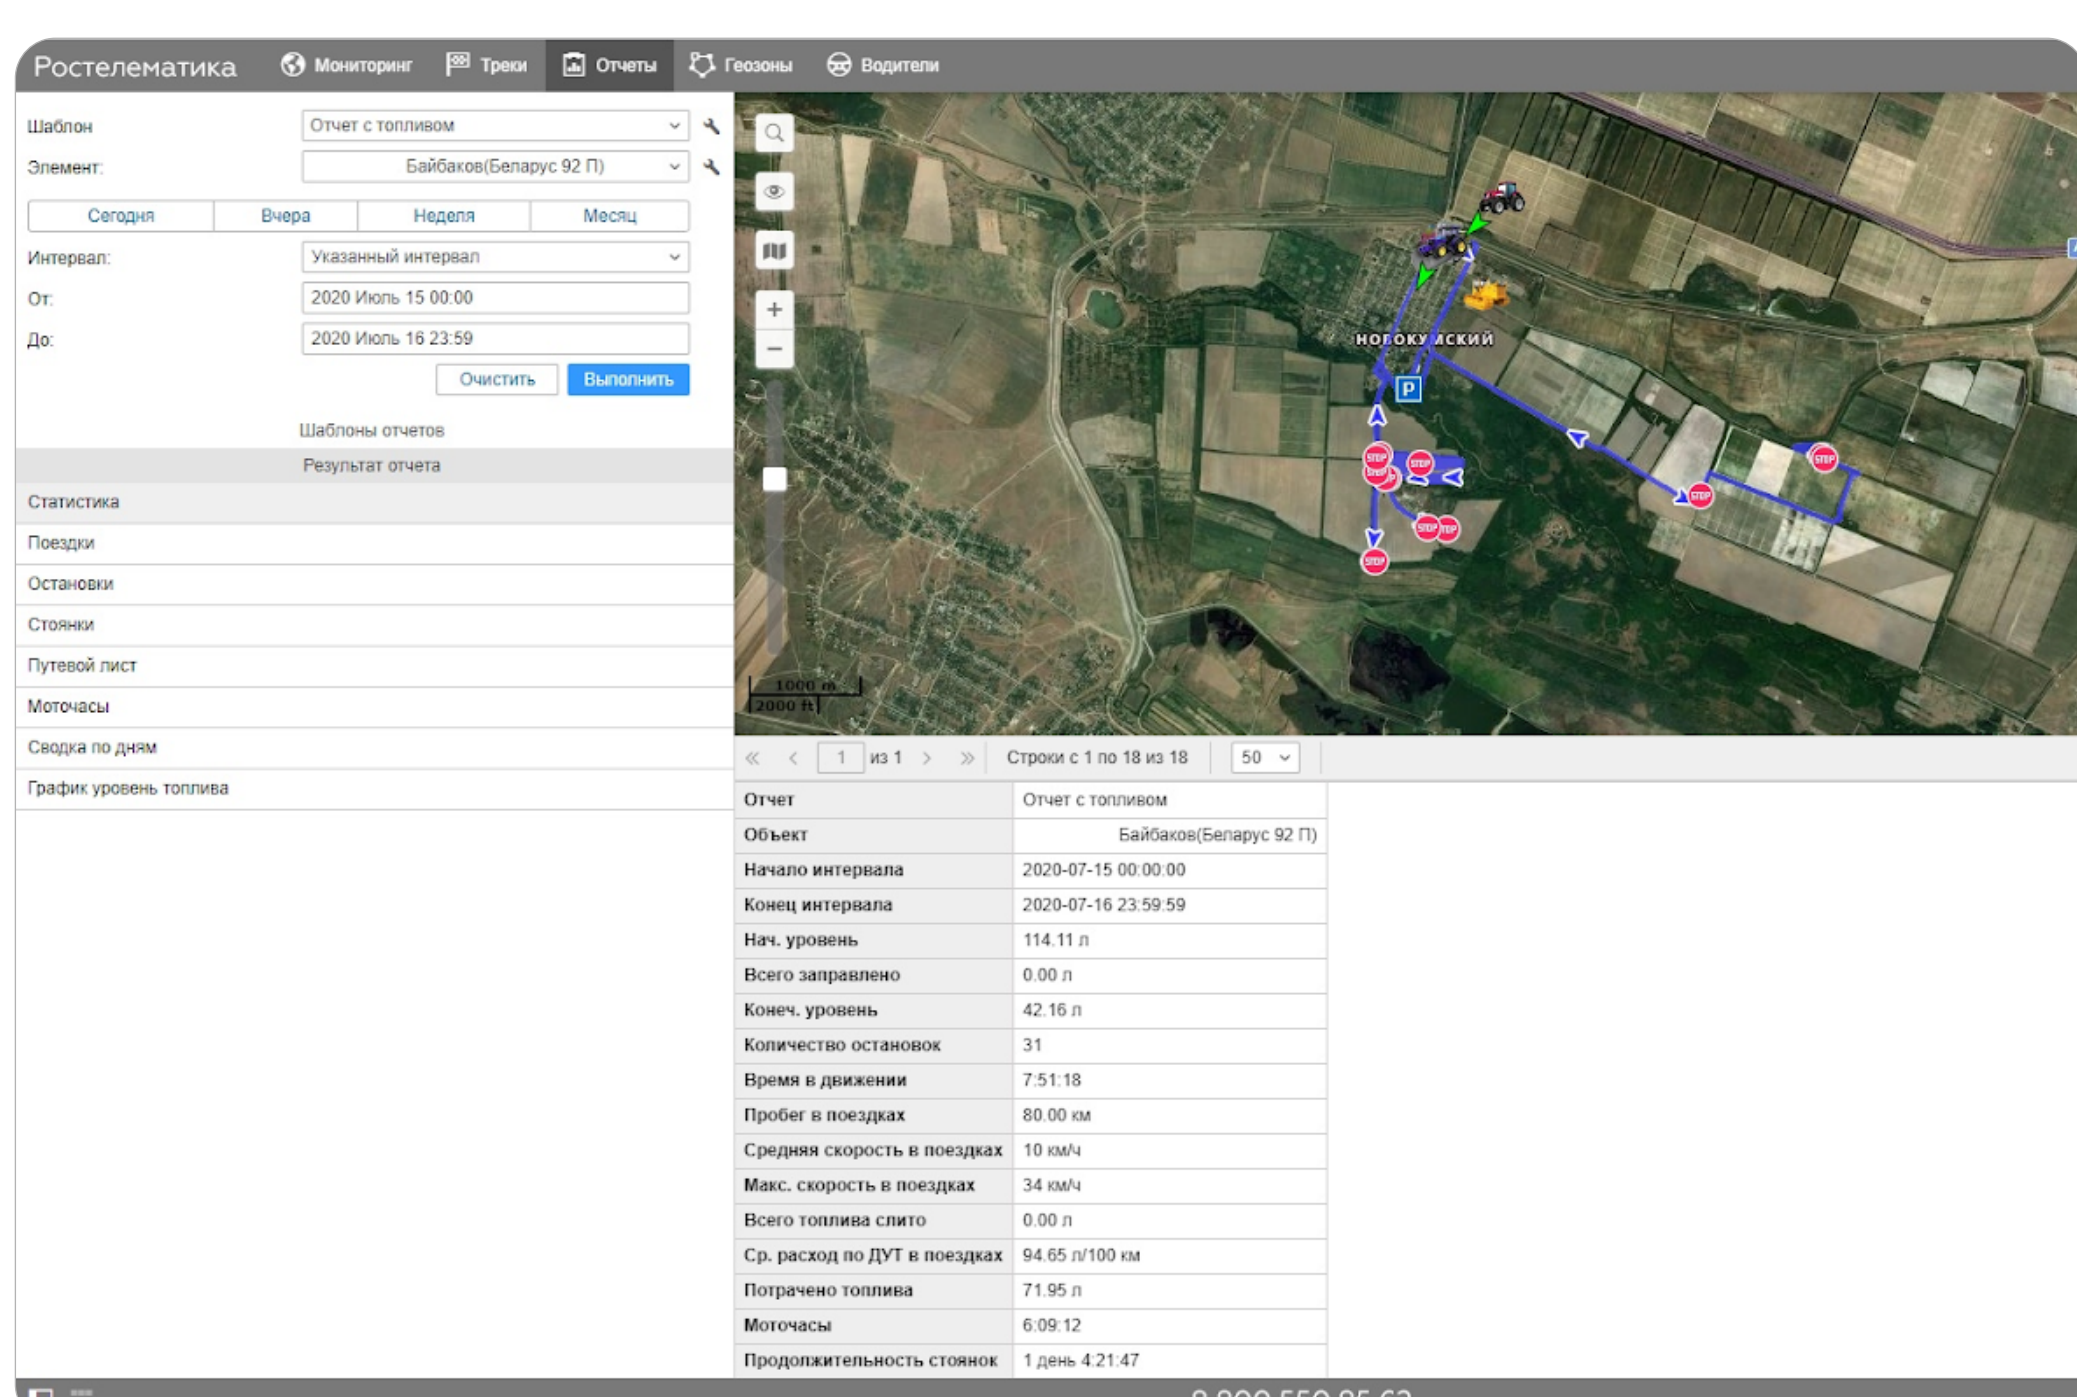 Ростелематика Мониторинг Треки Отчеты Геозоны Водители
Шаблон Отчет с топливом
Элемент: Байбаков(Беларус 92 П)
Сегодня Вчера Неделя Месяц
Интервал: Указанный интервал
От: 2020 Июль 15 00:00
До: 2020 Июль 16 23:59
Очистить Выполнить
Шаблоны отчетов
Результат отчета
Статистика
Поездки
Остановки
Стоянки
Путевой лист
Моточасы
Сводка по дням
График уровень топлива
+
−
НОВОКУМСКИЙ
P
STOP
STOP
STOP
STOP
STOP
STOP
1000 m
2000 ft
« < 1 из 1 > » Строки с 1 по 18 из 18 50
Отчет Отчет с топливом
Объект Байбаков(Беларус 92 П)
Начало интервала 2020-07-15 00:00:00
Конец интервала 2020-07-16 23:59:59
Нач. уровень 114.11 л
Всего заправлено 0.00 л
Конеч. уровень 42.16 л
Количество остановок 31
Время в движении 7:51:18
Пробег в поездках 80.00 км
Средняя скорость в поездках 10 км/ч
Макс. скорость в поездках 34 км/ч
Всего топлива слито 0.00 л
Ср. расход по ДУТ в поездках 94.65 л/100 км
Потрачено топлива 71.95 л
Моточасы 6:09:12
Продолжительность стоянок 1 день 4:21:47